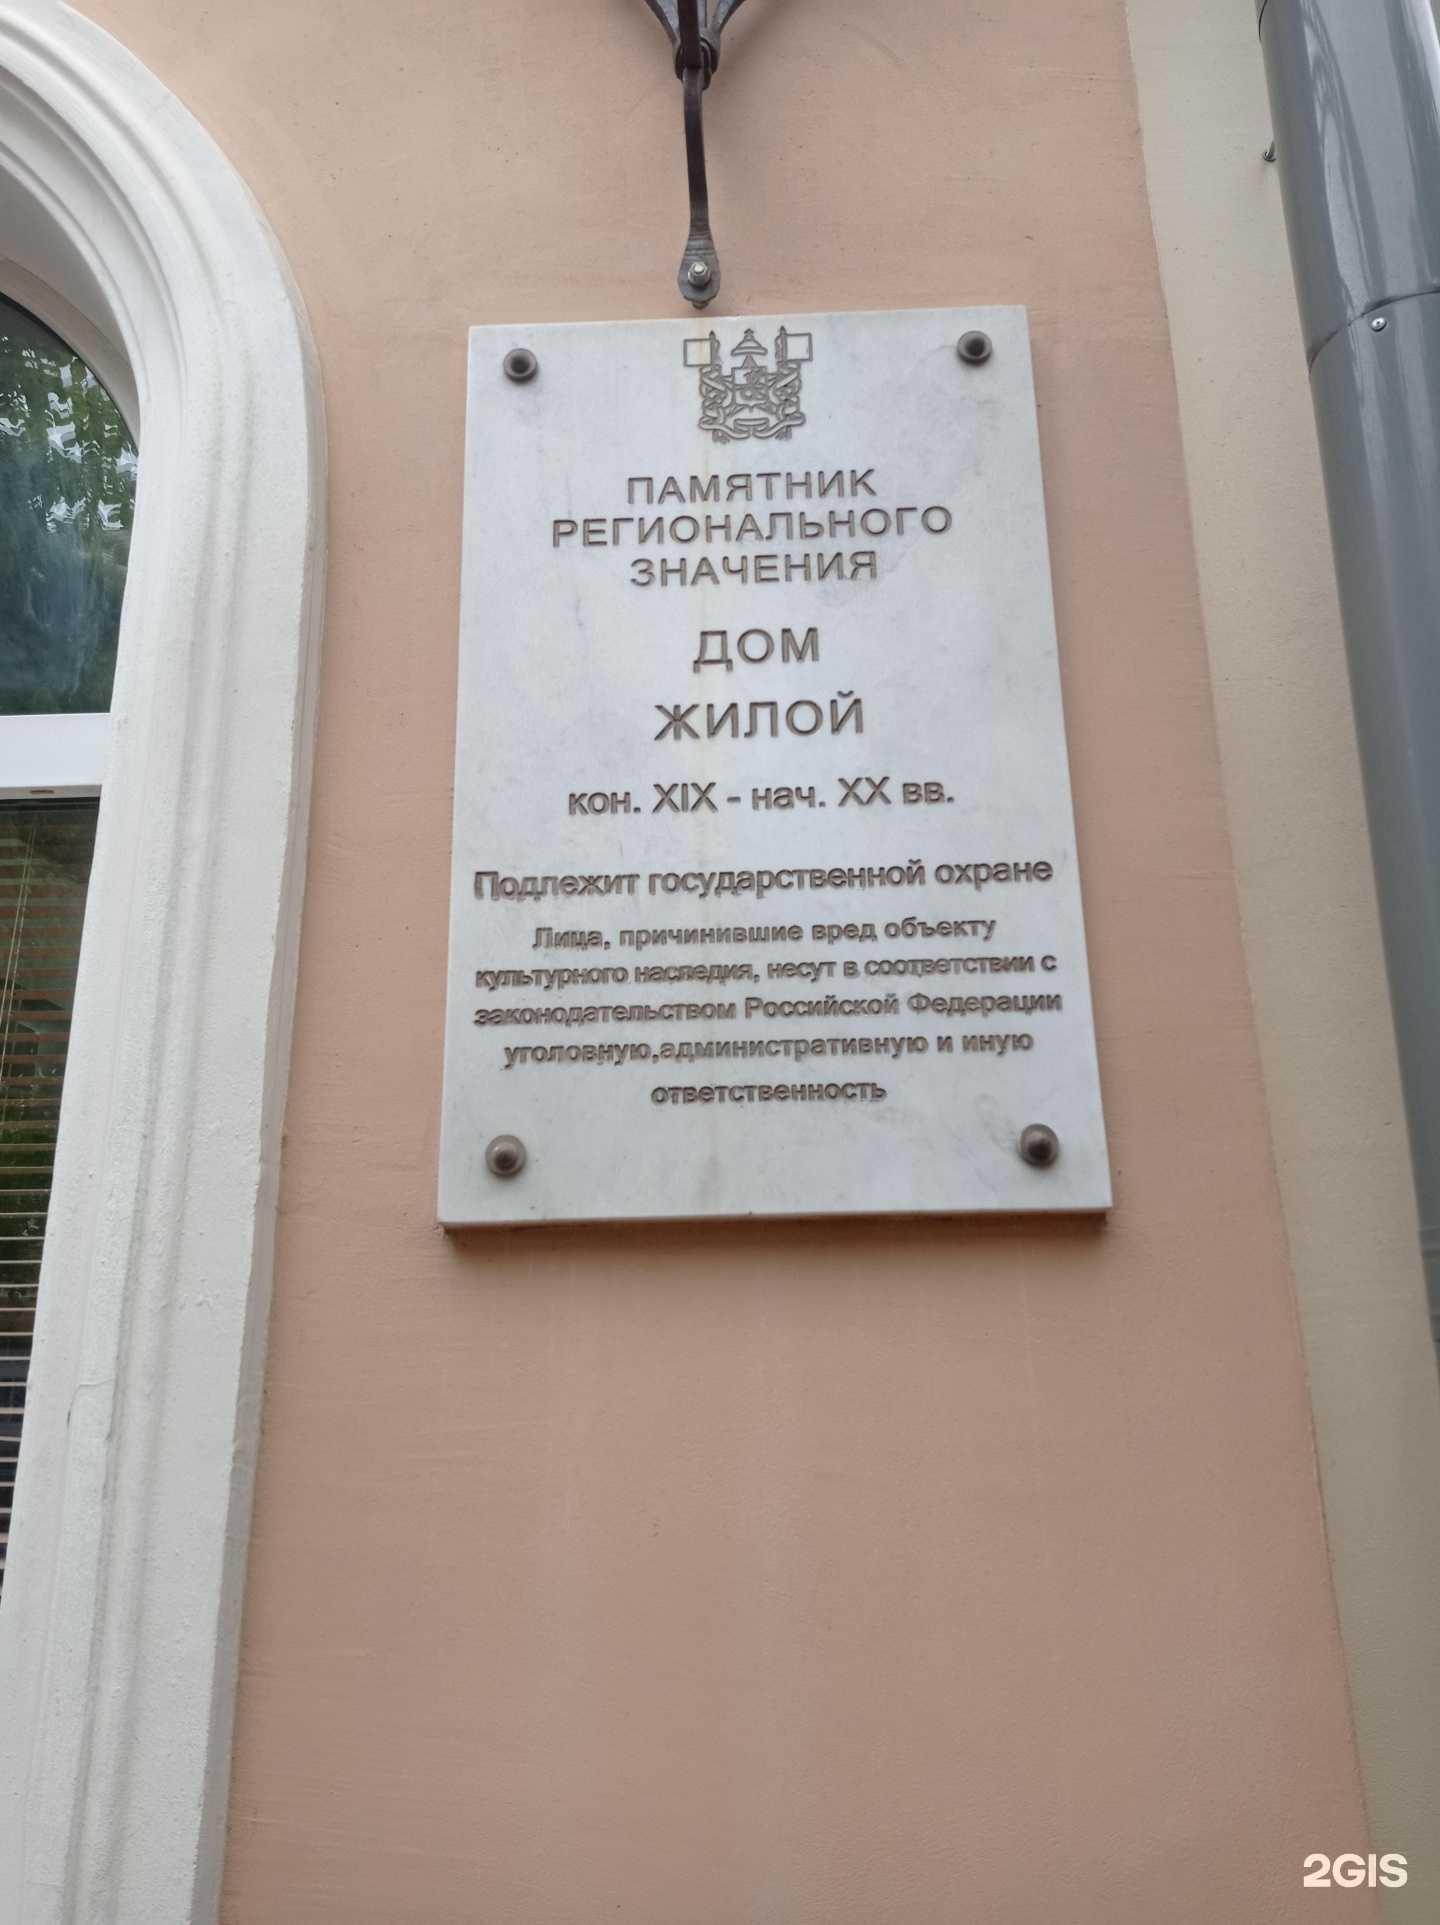 ПАМЯТНИК
РЕГИОНАЛЬНОГО
ЗНАЧЕНИЯ
ДОМ
ЖИЛОЙ
кон. XIX - нач. XX вв.
Подлежит государственной охране
Лица, причинившие вред объекту
культурного наследия, несут в соответствии с
законодательством Российской Федерации
уголовную,административную и иную
ответственность
2GIS